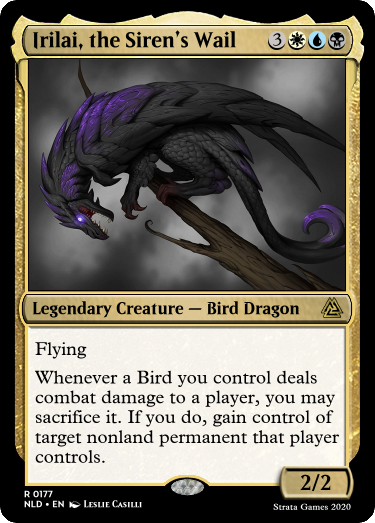 Irilai, the Siren's Wail 3
Legendary Creature — Bird Dragon
Flying
Whenever a Bird you control deals
combat damage to a player, you may
sacrifice it. If you do, gain control of
target nonland permanent that player
controls.
2/2
R 0177
NLD • EN Leslie Casilli
Strata Games 2020